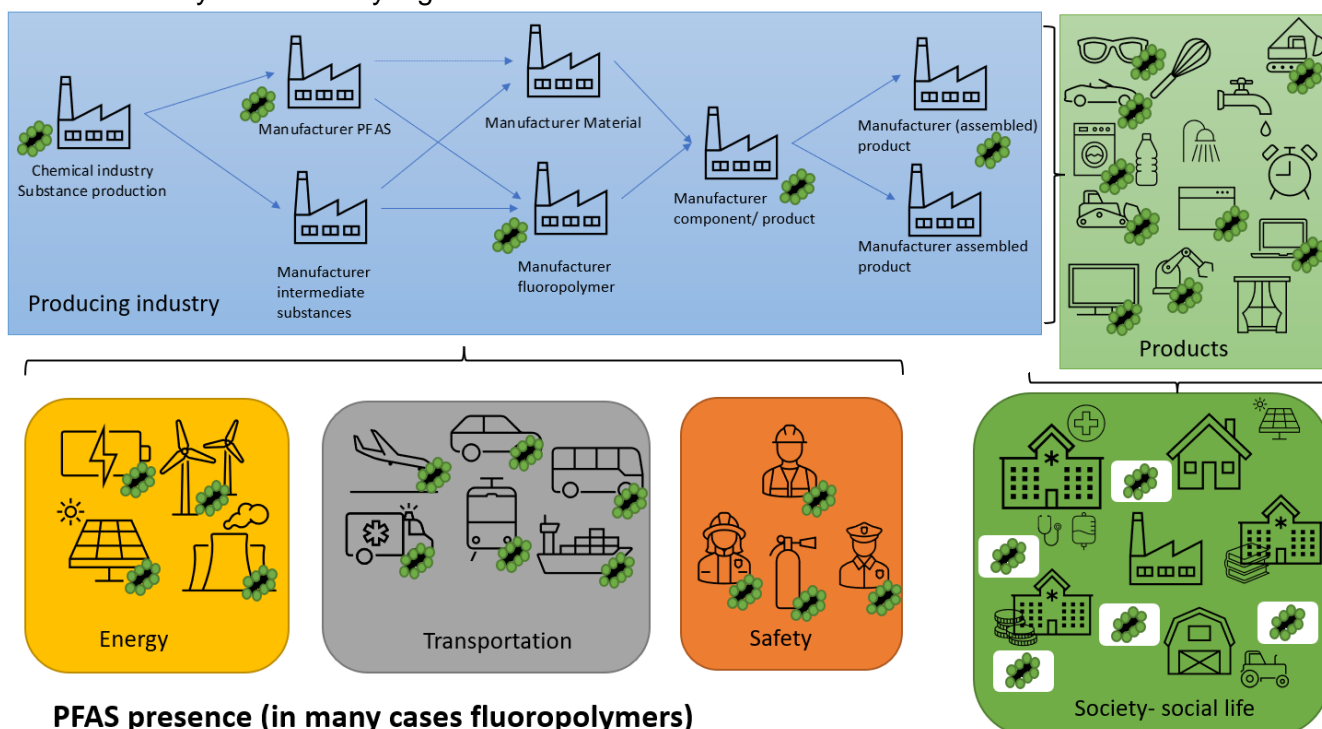 Manufacturer PFAS
Manufacturer Material
Manufacturer (assembled)
product
Chemical industry
Substance production
Manufacturer
component/ product
Manufacturer assembled
product
Manufacturer
intermediate
substances
Manufacturer
fluoropolymer
Producing industry
Products
Energy
Transportation
Safety
Society- social life
PFAS presence (in many cases fluoropolymers)